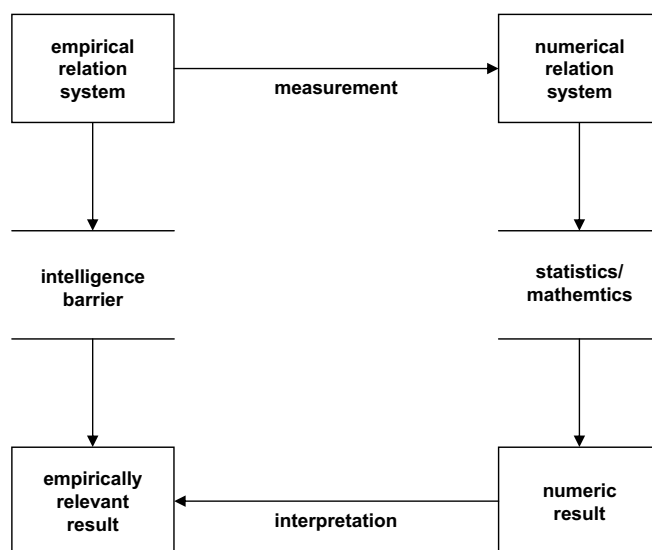 empirical
relation
system
measurement
numerical
relation
system
intelligence
barrier
statistics/
mathemtics
empirically
relevant
result
interpretation
numeric
result